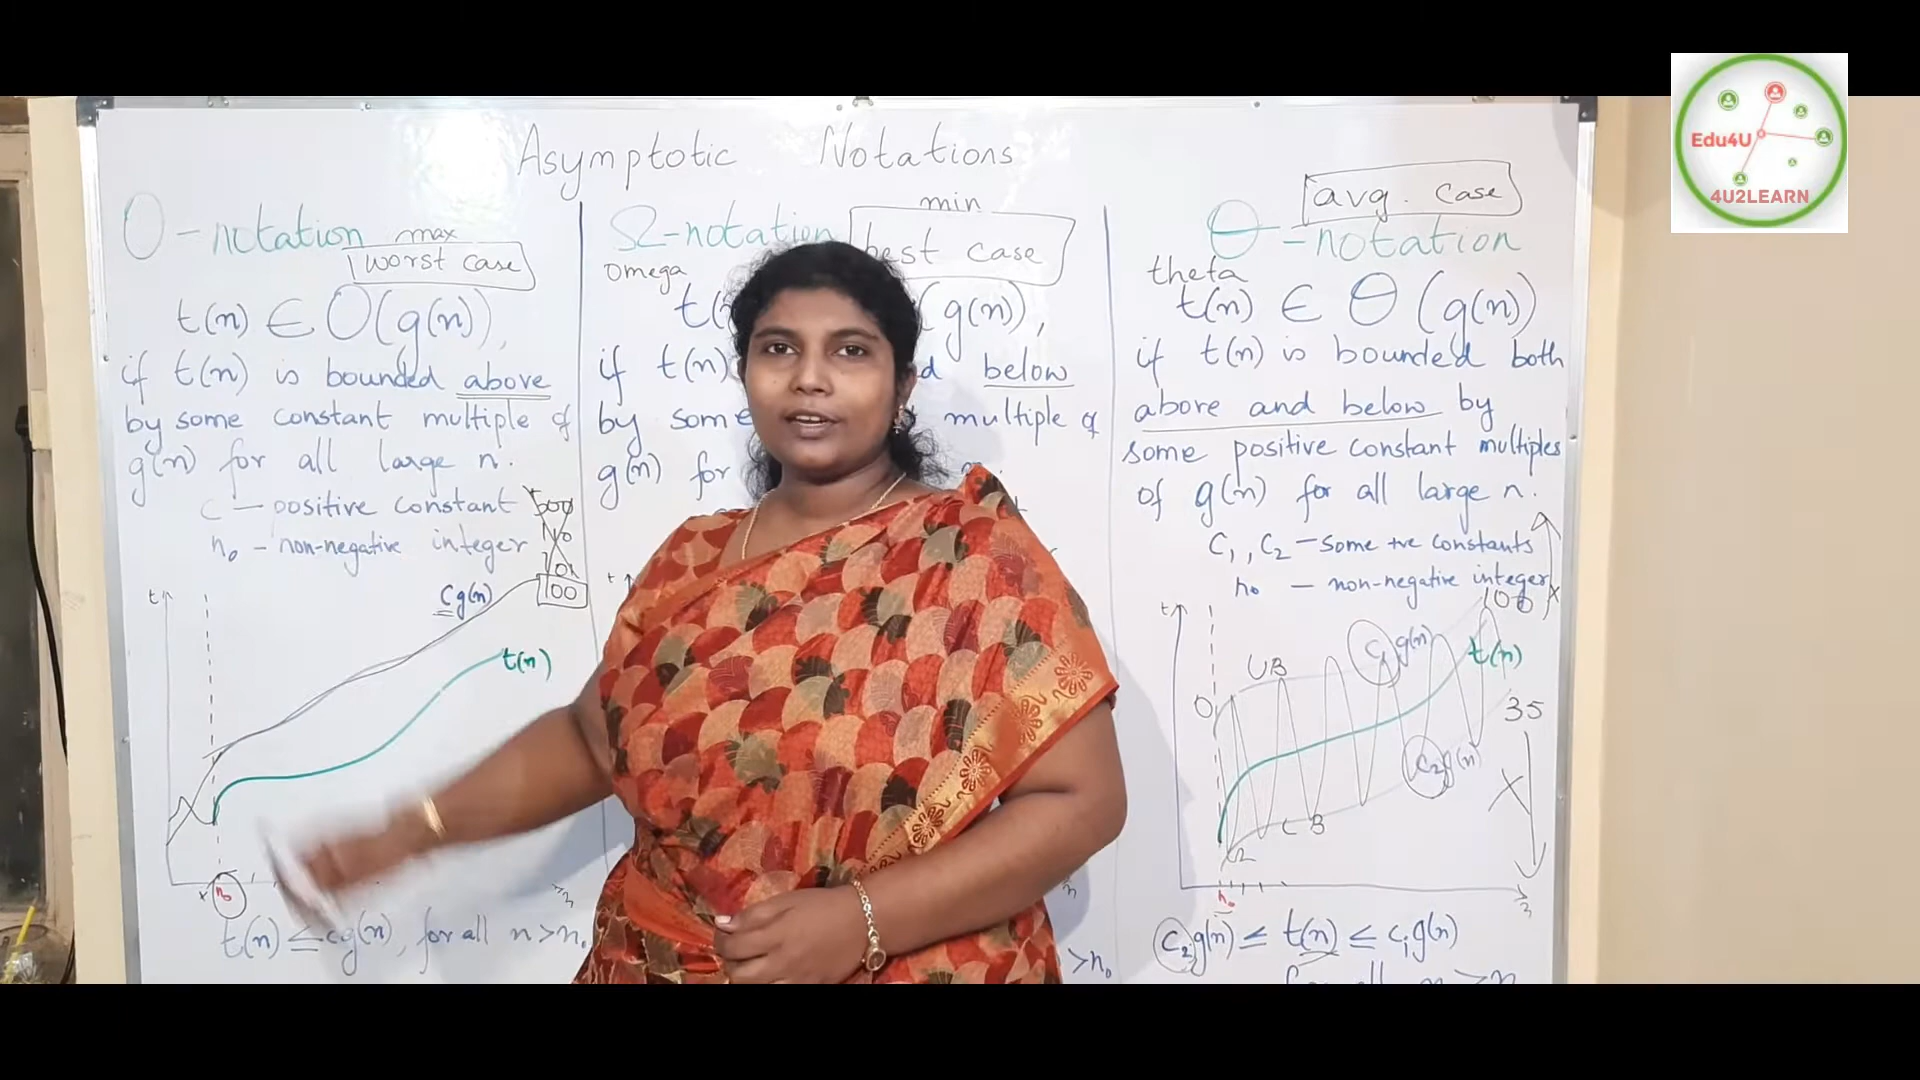 Asymptotic Notations
O-notation max
worst case
t(n) ∈ O(g(n)),
if t(n) is bounded above
by some constant multiple of
g(n) for all large n.
c – positive constant
n₀ – non-negative integer
100
t
cg(n)
t(n)
n₀
n
t(n) ≤ cg(n), for all n>n₀
Ω-notation
min
best case
omega
g(n)),
if t(n) below
by some multiple of
g(n) for
t
n
>n₀
avg. case
θ-notation
theta
t(n) ∈ θ(g(n))
if t(n) is bounded both
above and below by
some positive constant multiples
of g(n) for all large n.
c₁, c₂ – some +ve constants
n₀ – non-negative integer
100
t
UB
c₁g(n)
t(n)
35
c₂g(n)
LB
n₀
n
c₂g(n) ≤ t(n) ≤ c₁g(n)
for all n>n
Edu4U
4U2LEARN